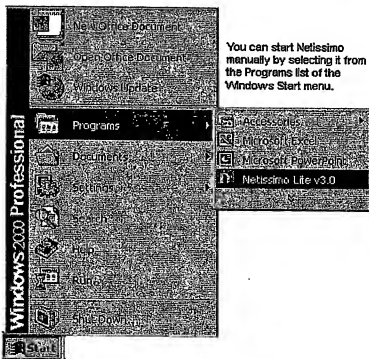 New Office Document
Open Office Document
Windows Update
Programs
Documents
Settings
Search
Help
Run...
Shut Down...
Start
Windows 2000 Professional
You can start Netissimo
manually by selecting it from
the Programs list of the
Windows Start menu.
Accessories
Microsoft Excel
Microsoft PowerPoint
Netissimo Lite v3.0